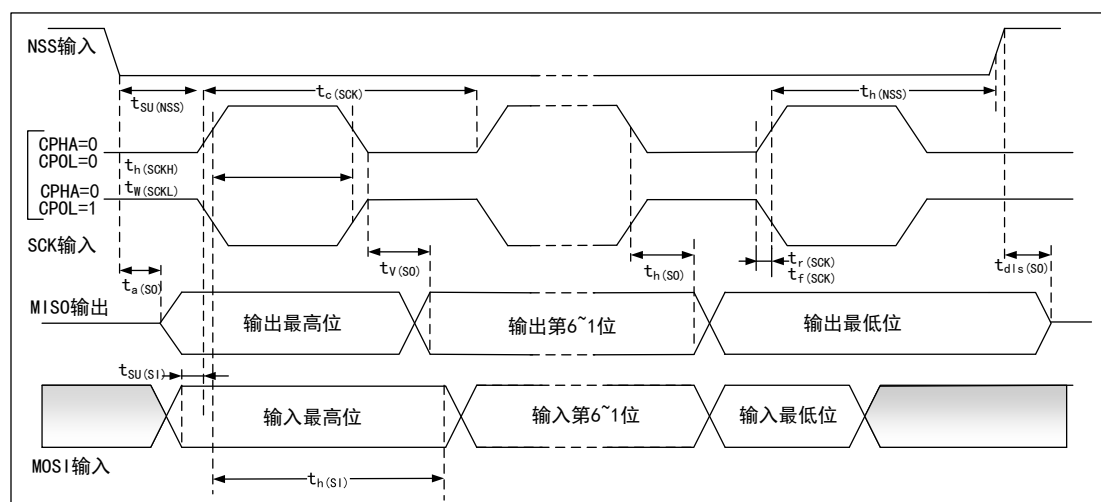 NSS输入
tSU(NSS)
tc(SCK)
th(NSS)
CPHA=0
CPOL=0
th(SCKH)
CPHA=0
CPOL=1
tW(SCKL)
SCK输入
ta(SO)
tV(SO)
th(SO)
tr(SCK)
tf(SCK)
tdls(SO)
MISO输出
输出最高位
输出第6~1位
输出最低位
tSU(SI)
输入最高位
输入第6~1位
输入最低位
MOSI输入
th(SI)